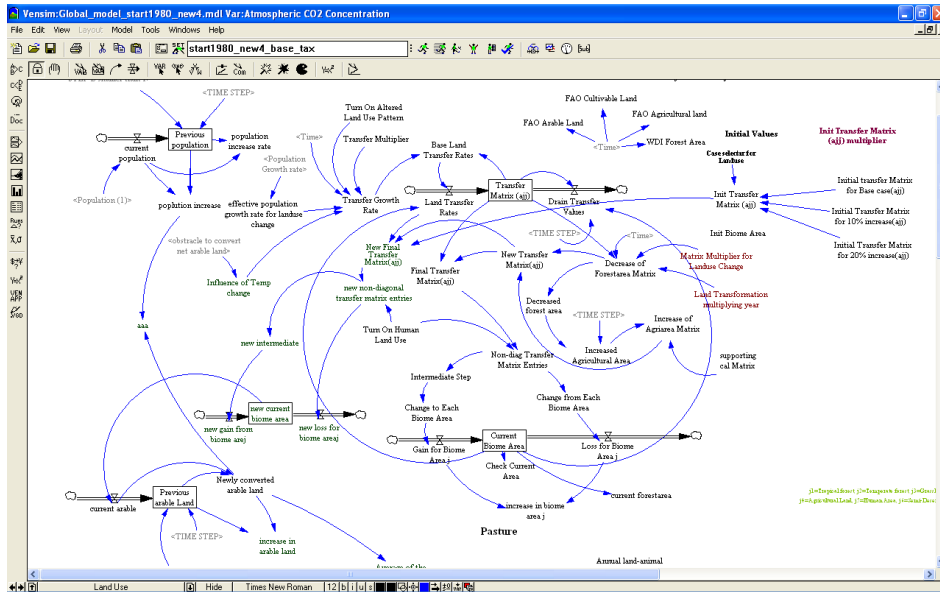 Vensim:Global_model_start1980_new4.mdl Var:Atmospheric CO2 Concentration
File Edit View Layout Model Tools Windows Help
start1980_new4_base_tax
<TIME STEP>
Turn On Altered
Land Use Pattern
FAO Cultivable Land
FAO Agricultural land
FAO Arable Land
<Time>
WDI Forest Area
Initial Values
Init Transfer Matrix
(ajj) multiplier
Previous
population
population
increase rate
current
population
<Time>
Transfer Multiplier
Base Land
Transfer Rates
Case selector for
Landuse
<Population
Growth rate>
Transfer
Matrix (ajj)
Initial transfer Matrix
for Base case(ajj)
<Population (1)>
poplution increase
effective population
growth rate for landuse
change
Transfer Growth
Rate
Land Transfer
Rates
Drain Transfer
Values
Init Transfer
Matrix (ajj)
Initial Transfer Matrix
for 10% increase(ajj)
<TIME STEP>
<Time>
Init Biome Area
Initial Transfer Matrix
for 20% increase(ajj)
<obstacle to convert
net arable land>
New Final
Transfer
Matrix(ajj)
New Transfer
Matrix(ajj)
Decrease of
Forestarea Matrix
Matrix Multiplier for
Landuse Change
Final Transfer
Matrix(ajj)
Influence of Temp
change
new non-diagonal
transfer matrix entries
Land Transformation
multiplying year
Decreased
forest area
<TIME STEP>
Increase of
Agriarea Matrix
aaa
Turn On Human
Land Use
new intermediate
Non-diag Transfer
Matrix Entries
Increased
Agricultural Area
supporting
cal Matrix
Intermediate Step
Change to Each
Biome Area
Change from Each
Biome Area
new current
biome area
new gain from
biome arej
new loss for
biome areaj
Current
Biome Area
Gain for Biome
Area j
Loss for Biome
Area j
Check Current
Area
Newly converted
arable land
Previous
arable Land
current arable
current forestarea
increase in biome
area j
<TIME STEP>
increase in
arable land
Pasture
Annual land-animal
Land Use Hide Times New Roman 12 b i u s